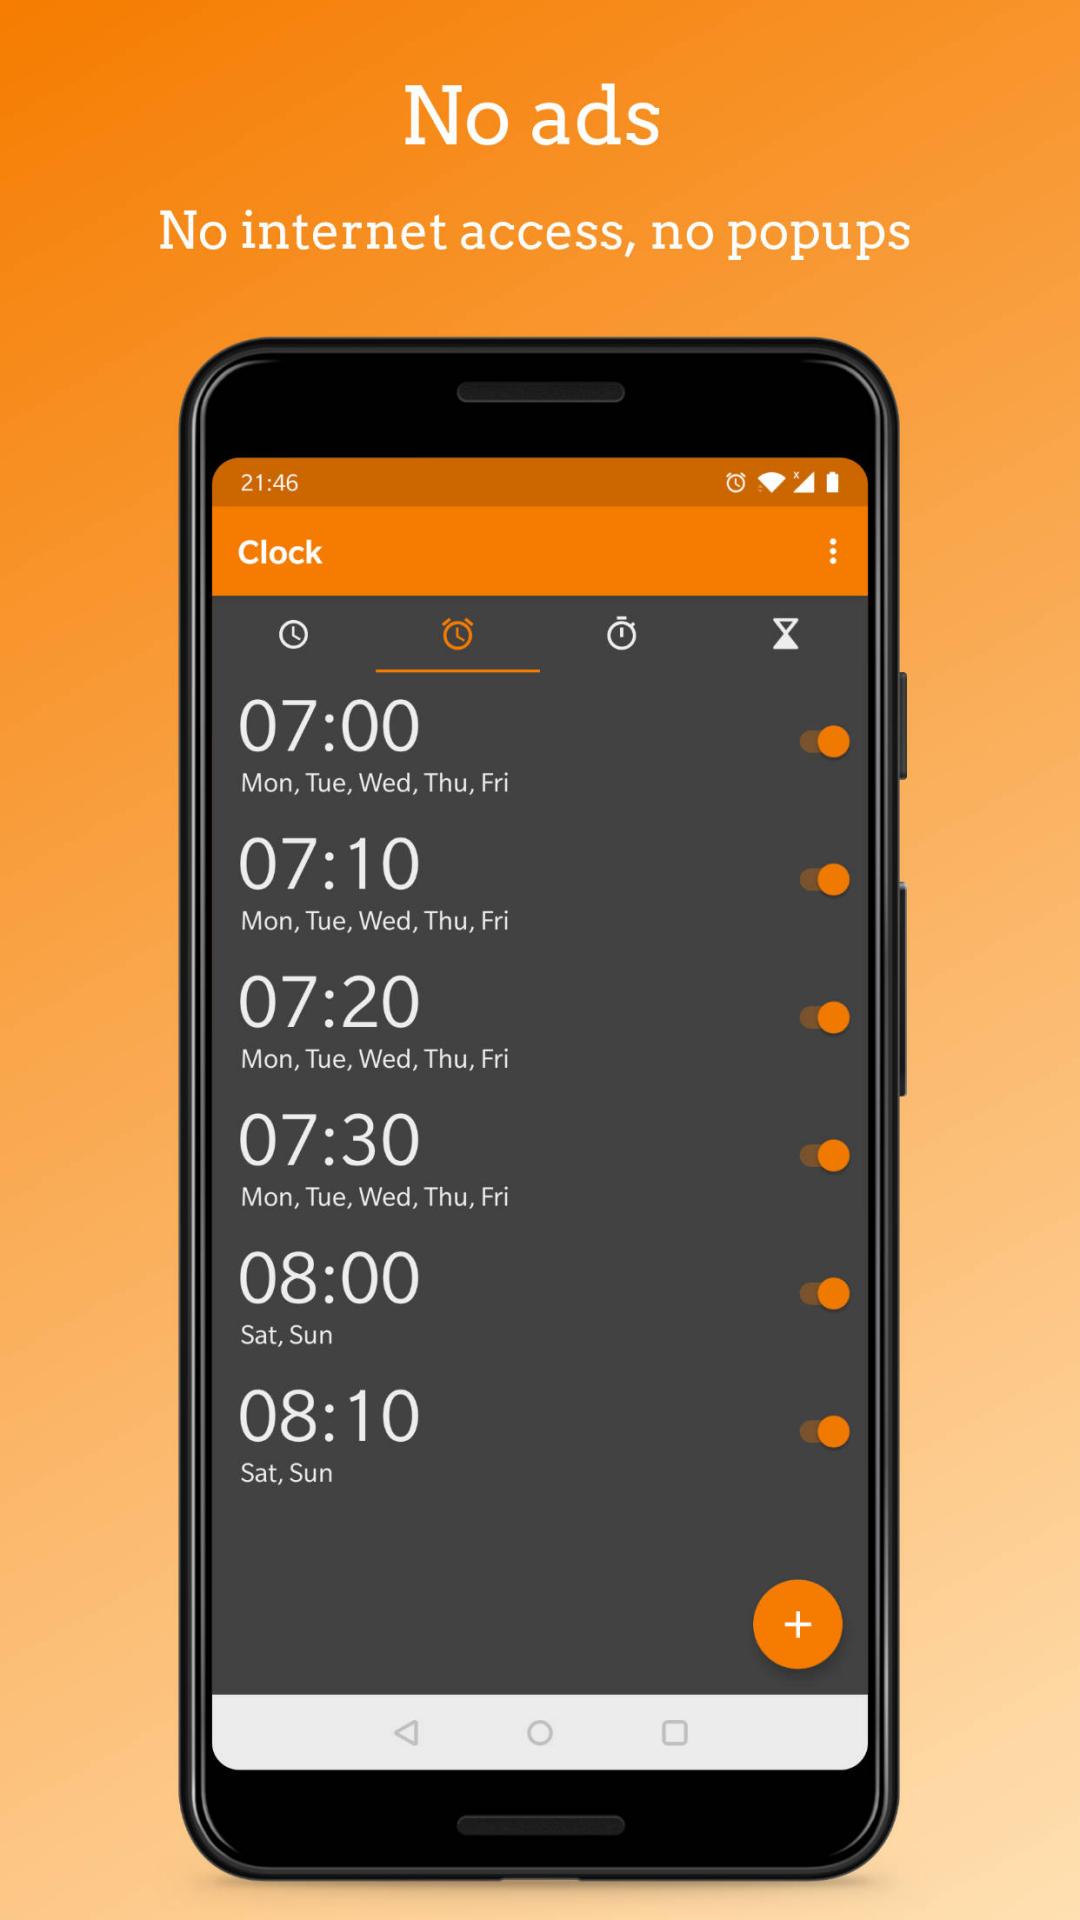 No ads
No internet access, no popups
21:46
Clock
07:00
Mon, Tue, Wed, Thu, Fri
07:10
Mon, Tue, Wed, Thu, Fri
07:20
Mon, Tue, Wed, Thu, Fri
07:30
Mon, Tue, Wed, Thu, Fri
08:00
Sat, Sun
08:10
Sat, Sun